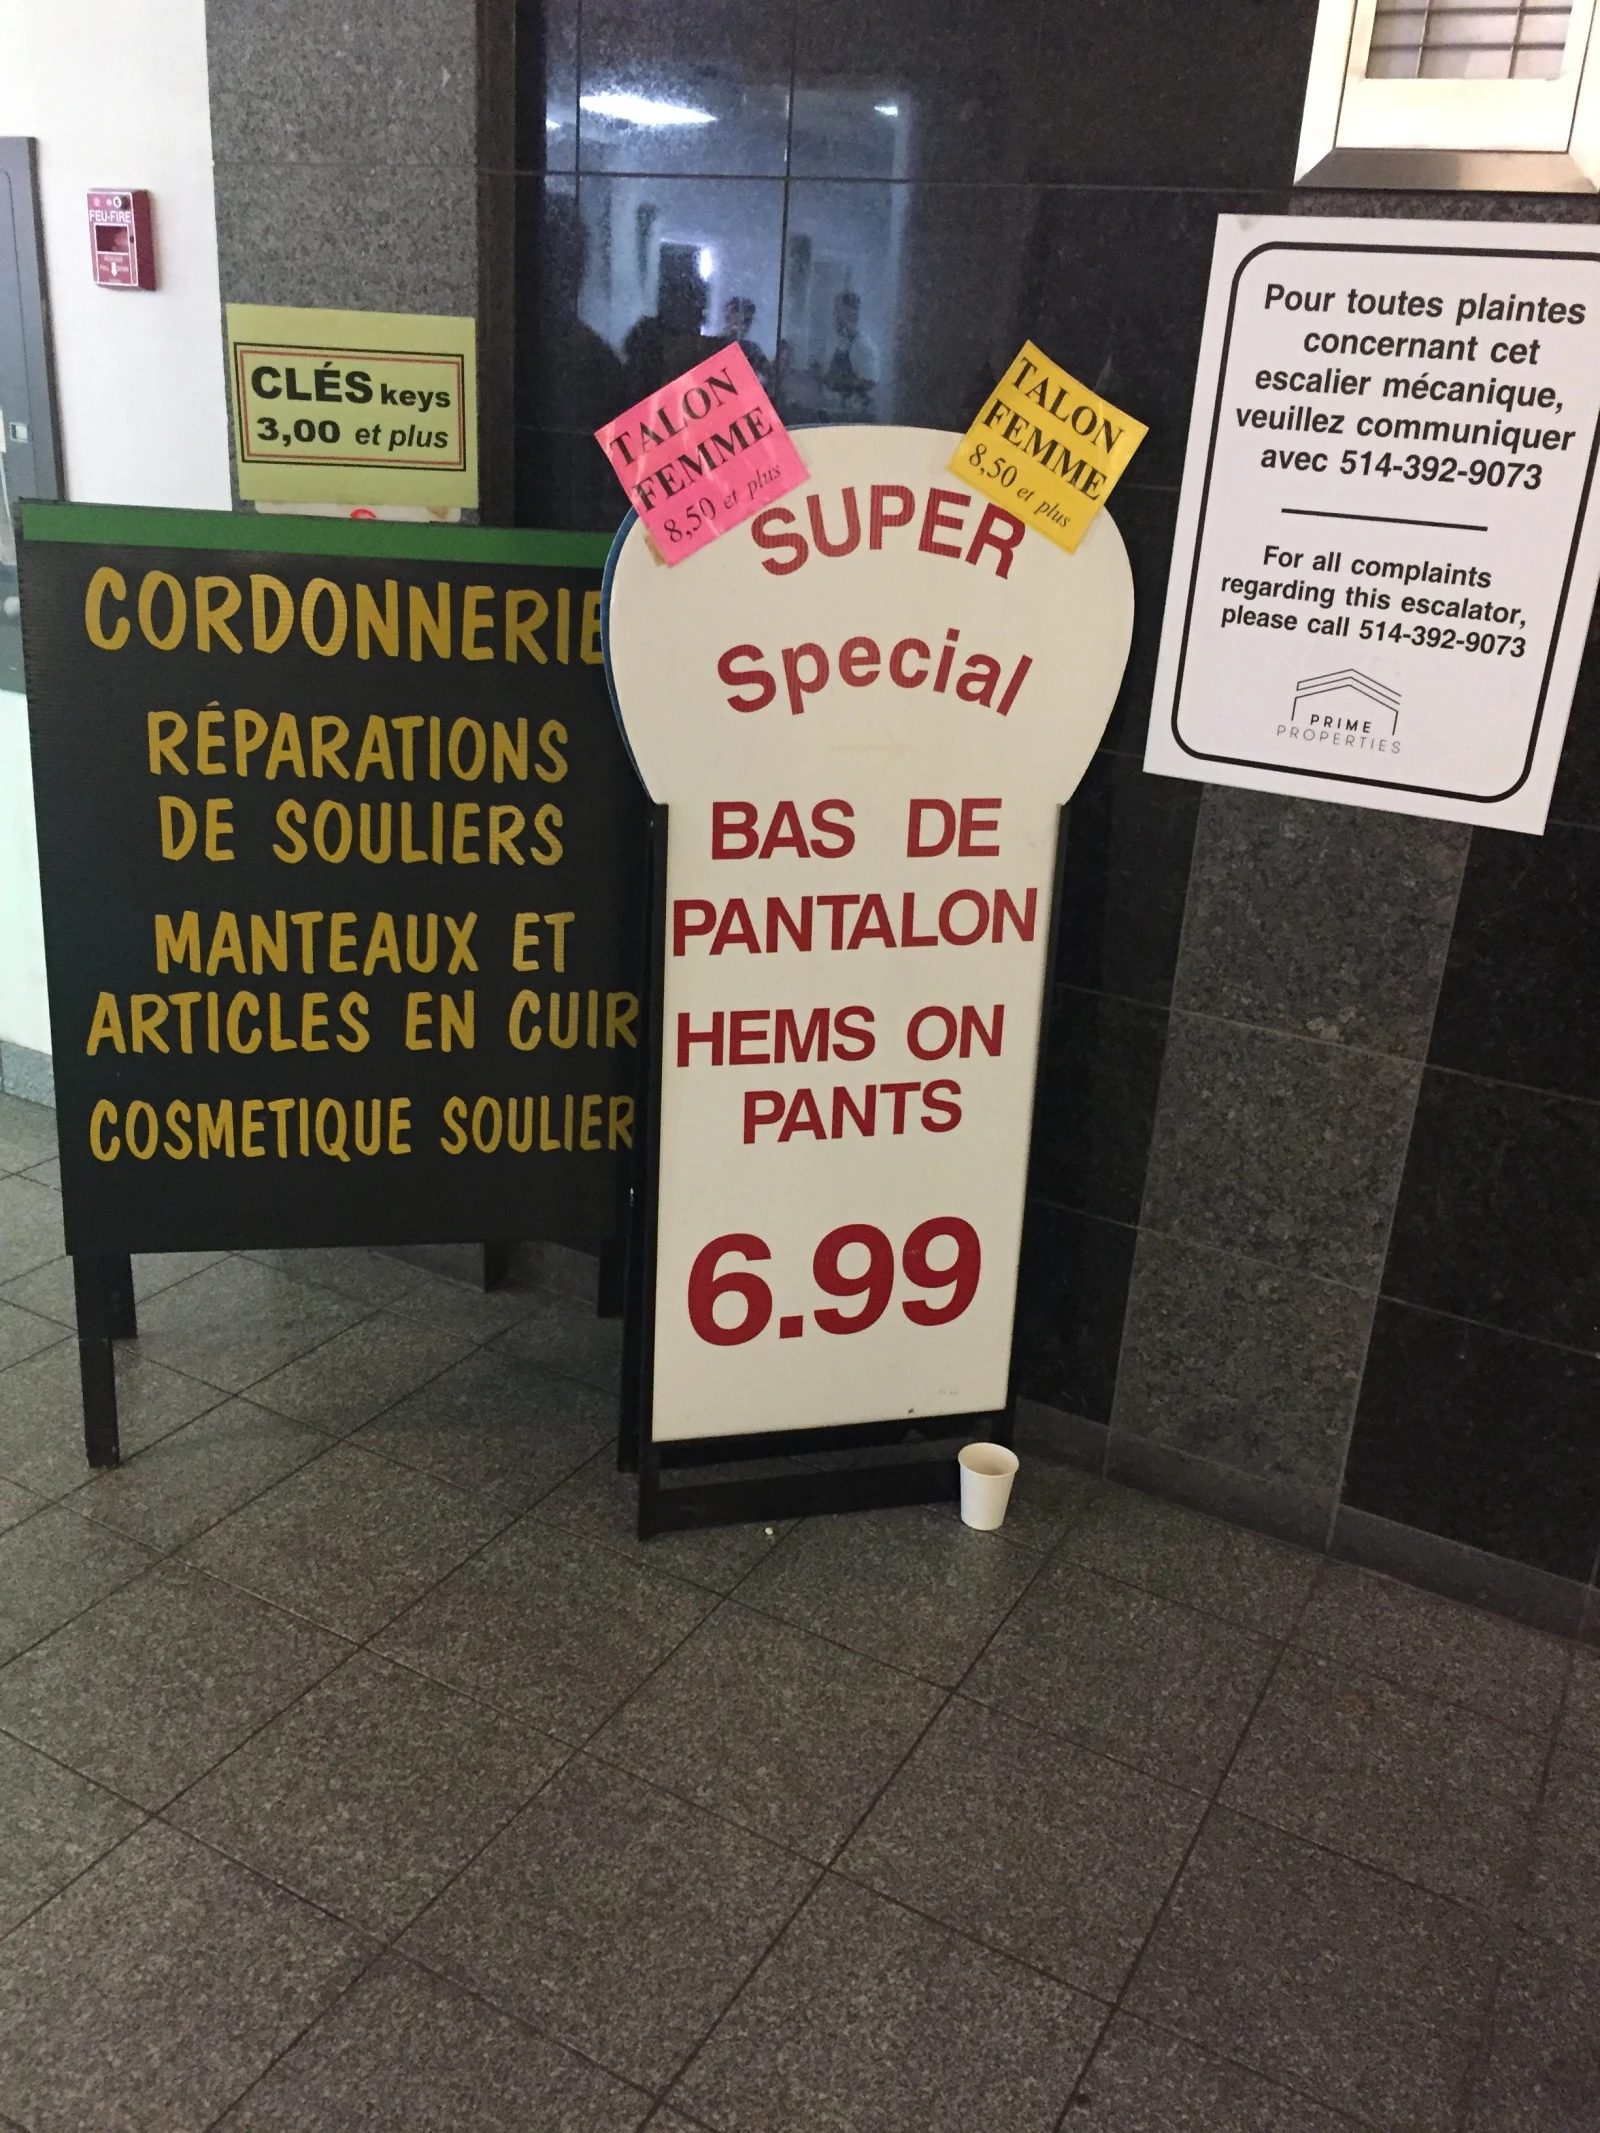 FEU-FIRE
CLÉS keys
3,00 et plus
CORDONNERIE
RÉPARATIONS
DE SOULIERS
MANTEAUX ET
ARTICLES EN CUIR
COSMETIQUE SOULIER
TALON
FEMME
8,50 et plus
TALON
FEMME
8,50 et plus
SUPER
Special
BAS DE
PANTALON
HEMS ON
PANTS
6.99
Pour toutes plaintes
concernant cet
escalier mécanique,
veuillez communiquer
avec 514-392-9073
For all complaints
regarding this escalator,
please call 514-392-9073
PRIME
PROPERTIES